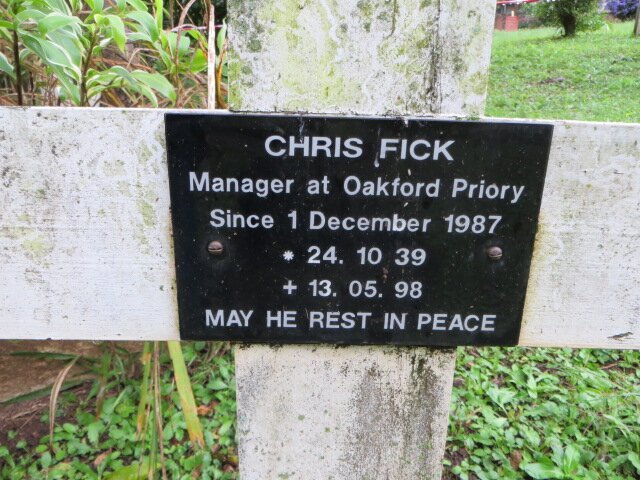 CHRIS FICK
Manager at Oakford Priory
Since 1 December 1987
* 24. 10 39
+ 13. 05. 98
MAY HE REST IN PEACE